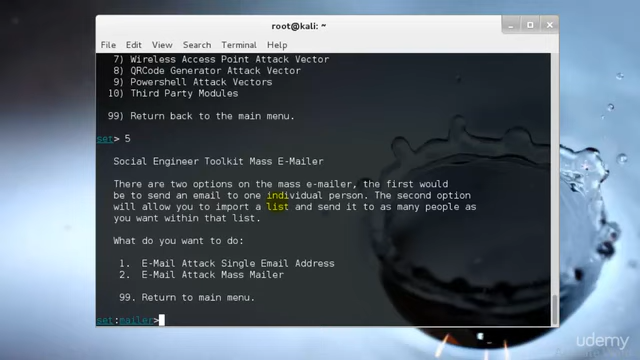 root@kali: ~
File Edit View Search Terminal Help
7) Wireless Access Point Attack Vector
8) QRCode Generator Attack Vector
9) Powershell Attack Vectors
10) Third Party Modules
99) Return back to the main menu.
set> 5
Social Engineer Toolkit Mass E-Mailer
There are two options on the mass e-mailer, the first would
be to send an email to one individual person. The second option
will allow you to import a list and send it to as many people as
you want within that list.
What do you want to do:
1. E-Mail Attack Single Email Address
2. E-Mail Attack Mass Mailer
99. Return to main menu.
set:mailer>
udemy